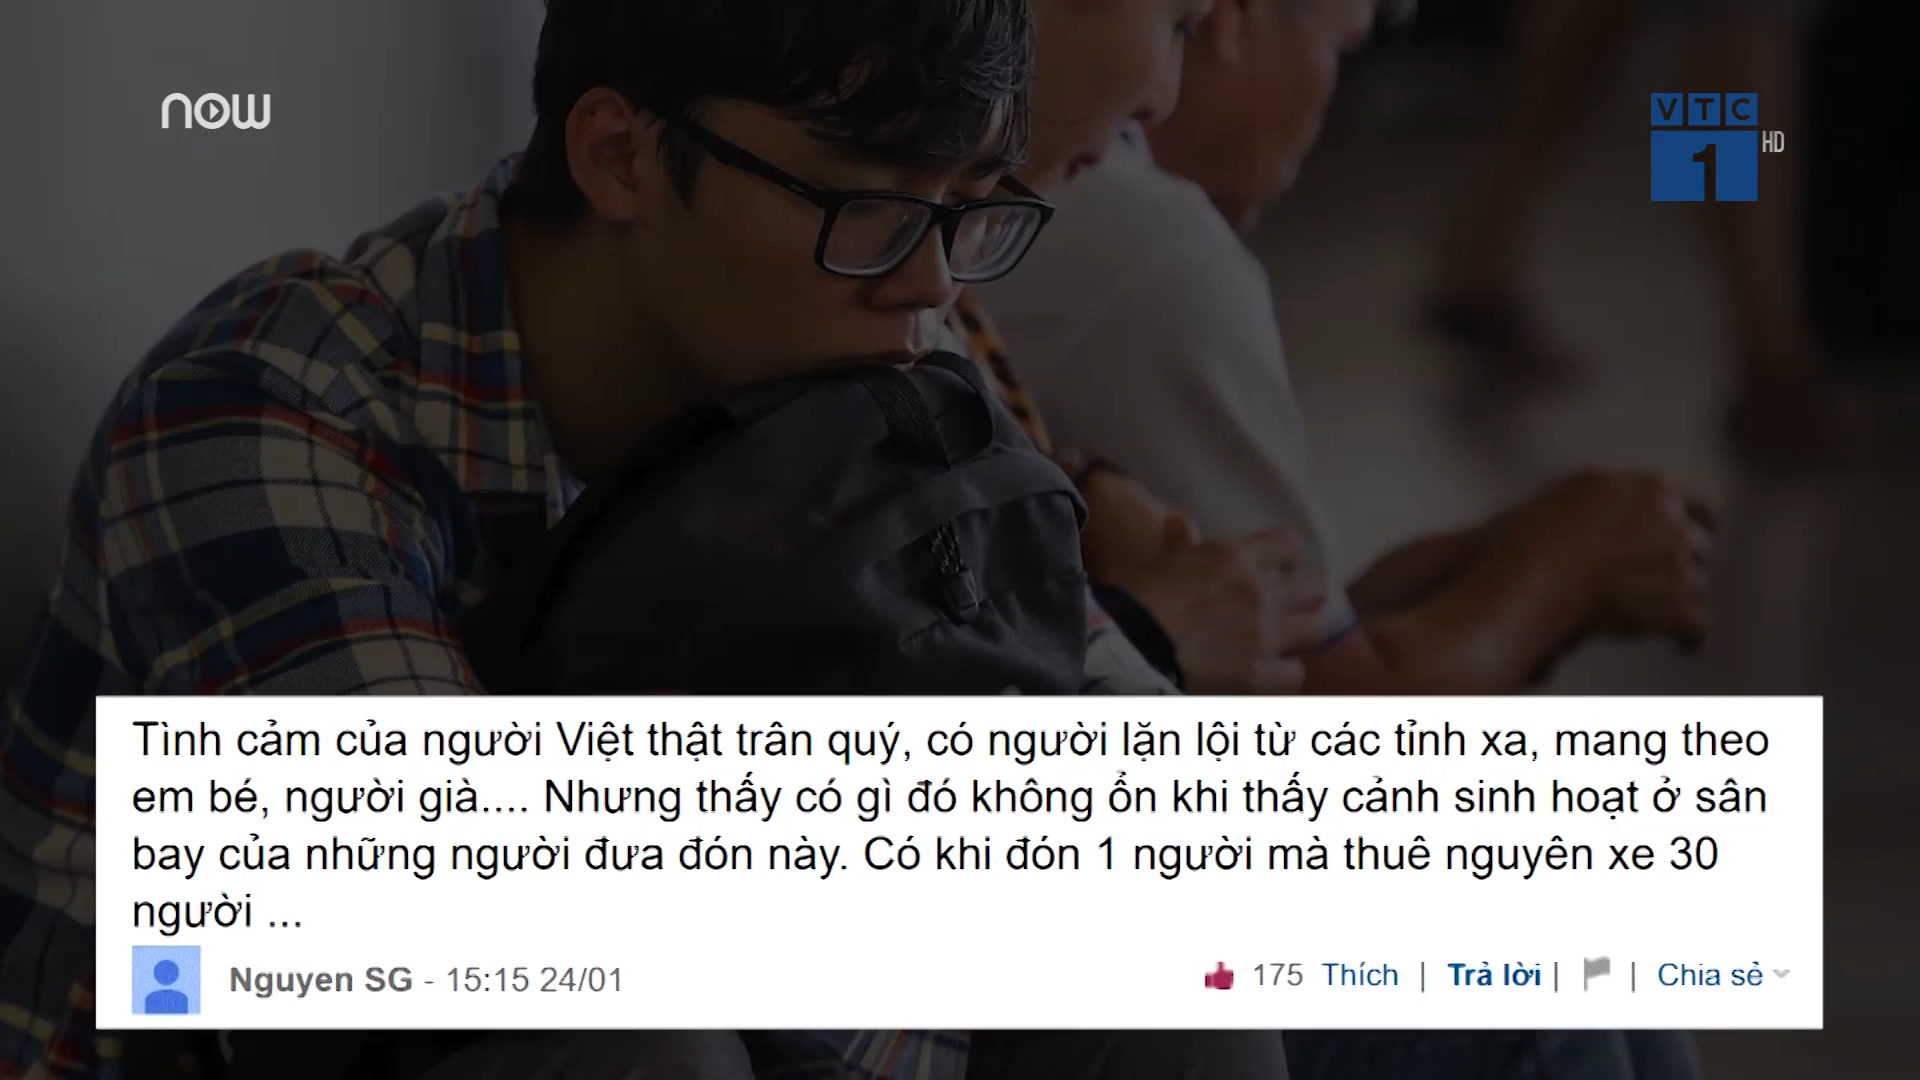 now
VTC
1 HD
Tình cảm của người Việt thật trân quý, có người lặn lội từ các tỉnh xa, mang theo
em bé, người già.... Nhưng thấy có gì đó không ổn khi thấy cảnh sinh hoạt ở sân
bay của những người đưa đón này. Có khi đón 1 người mà thuê nguyên xe 30
người ...
Nguyen SG - 15:15 24/01 175 Thích | Trả lời | | Chia sẻ